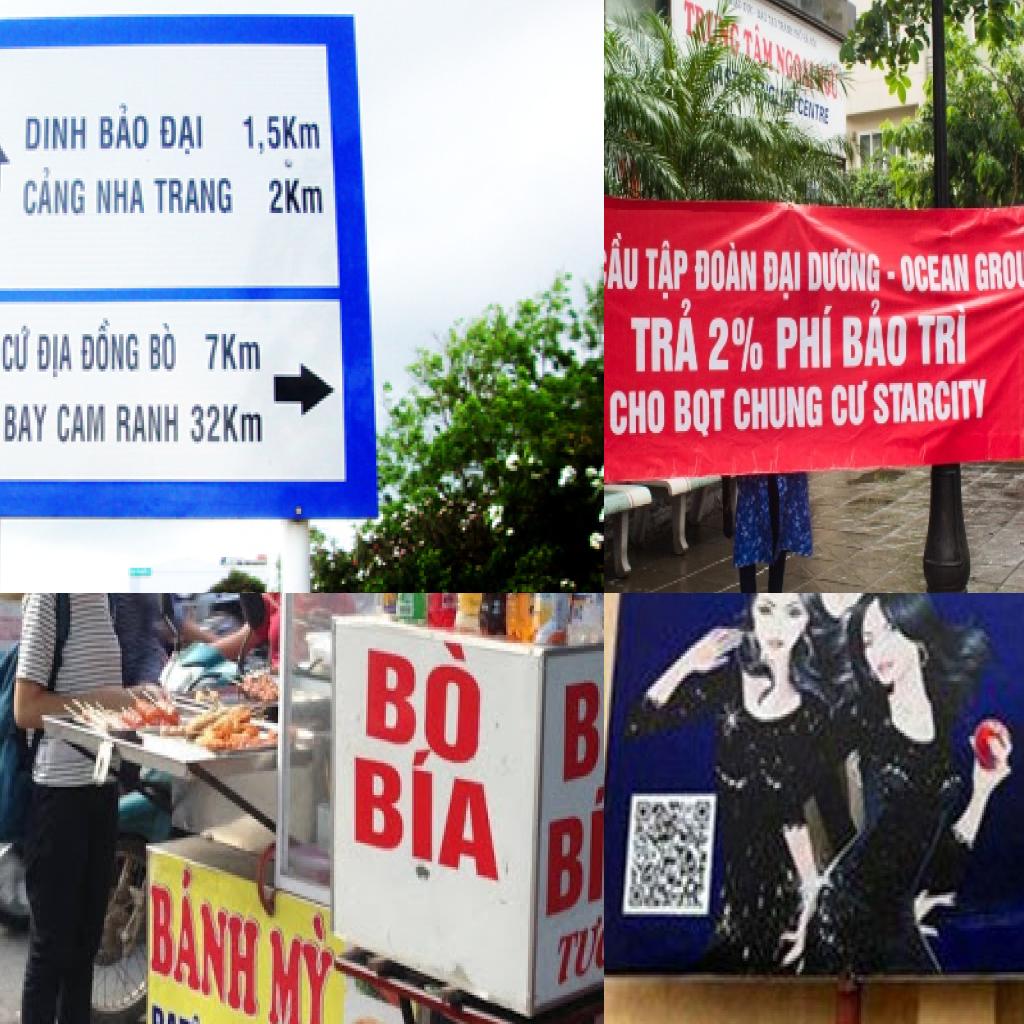 DINH BẢO ĐẠI 1,5Km
CẢNG NHA TRANG 2Km
CỨ ĐỊA ĐỒNG BÒ 7Km
BAY CAM RANH 32Km
TRUNG TÂM NGOẠI NGỮ
CENTRE
TẬP ĐOÀN ĐẠI DƯƠNG - OCEAN GROU
TRẢ 2% PHÍ BẢO TRÌ
CHO BQT CHUNG CƯ STARCITY
BÒ
BÍA
B
BÍ
BÁNH MỲ